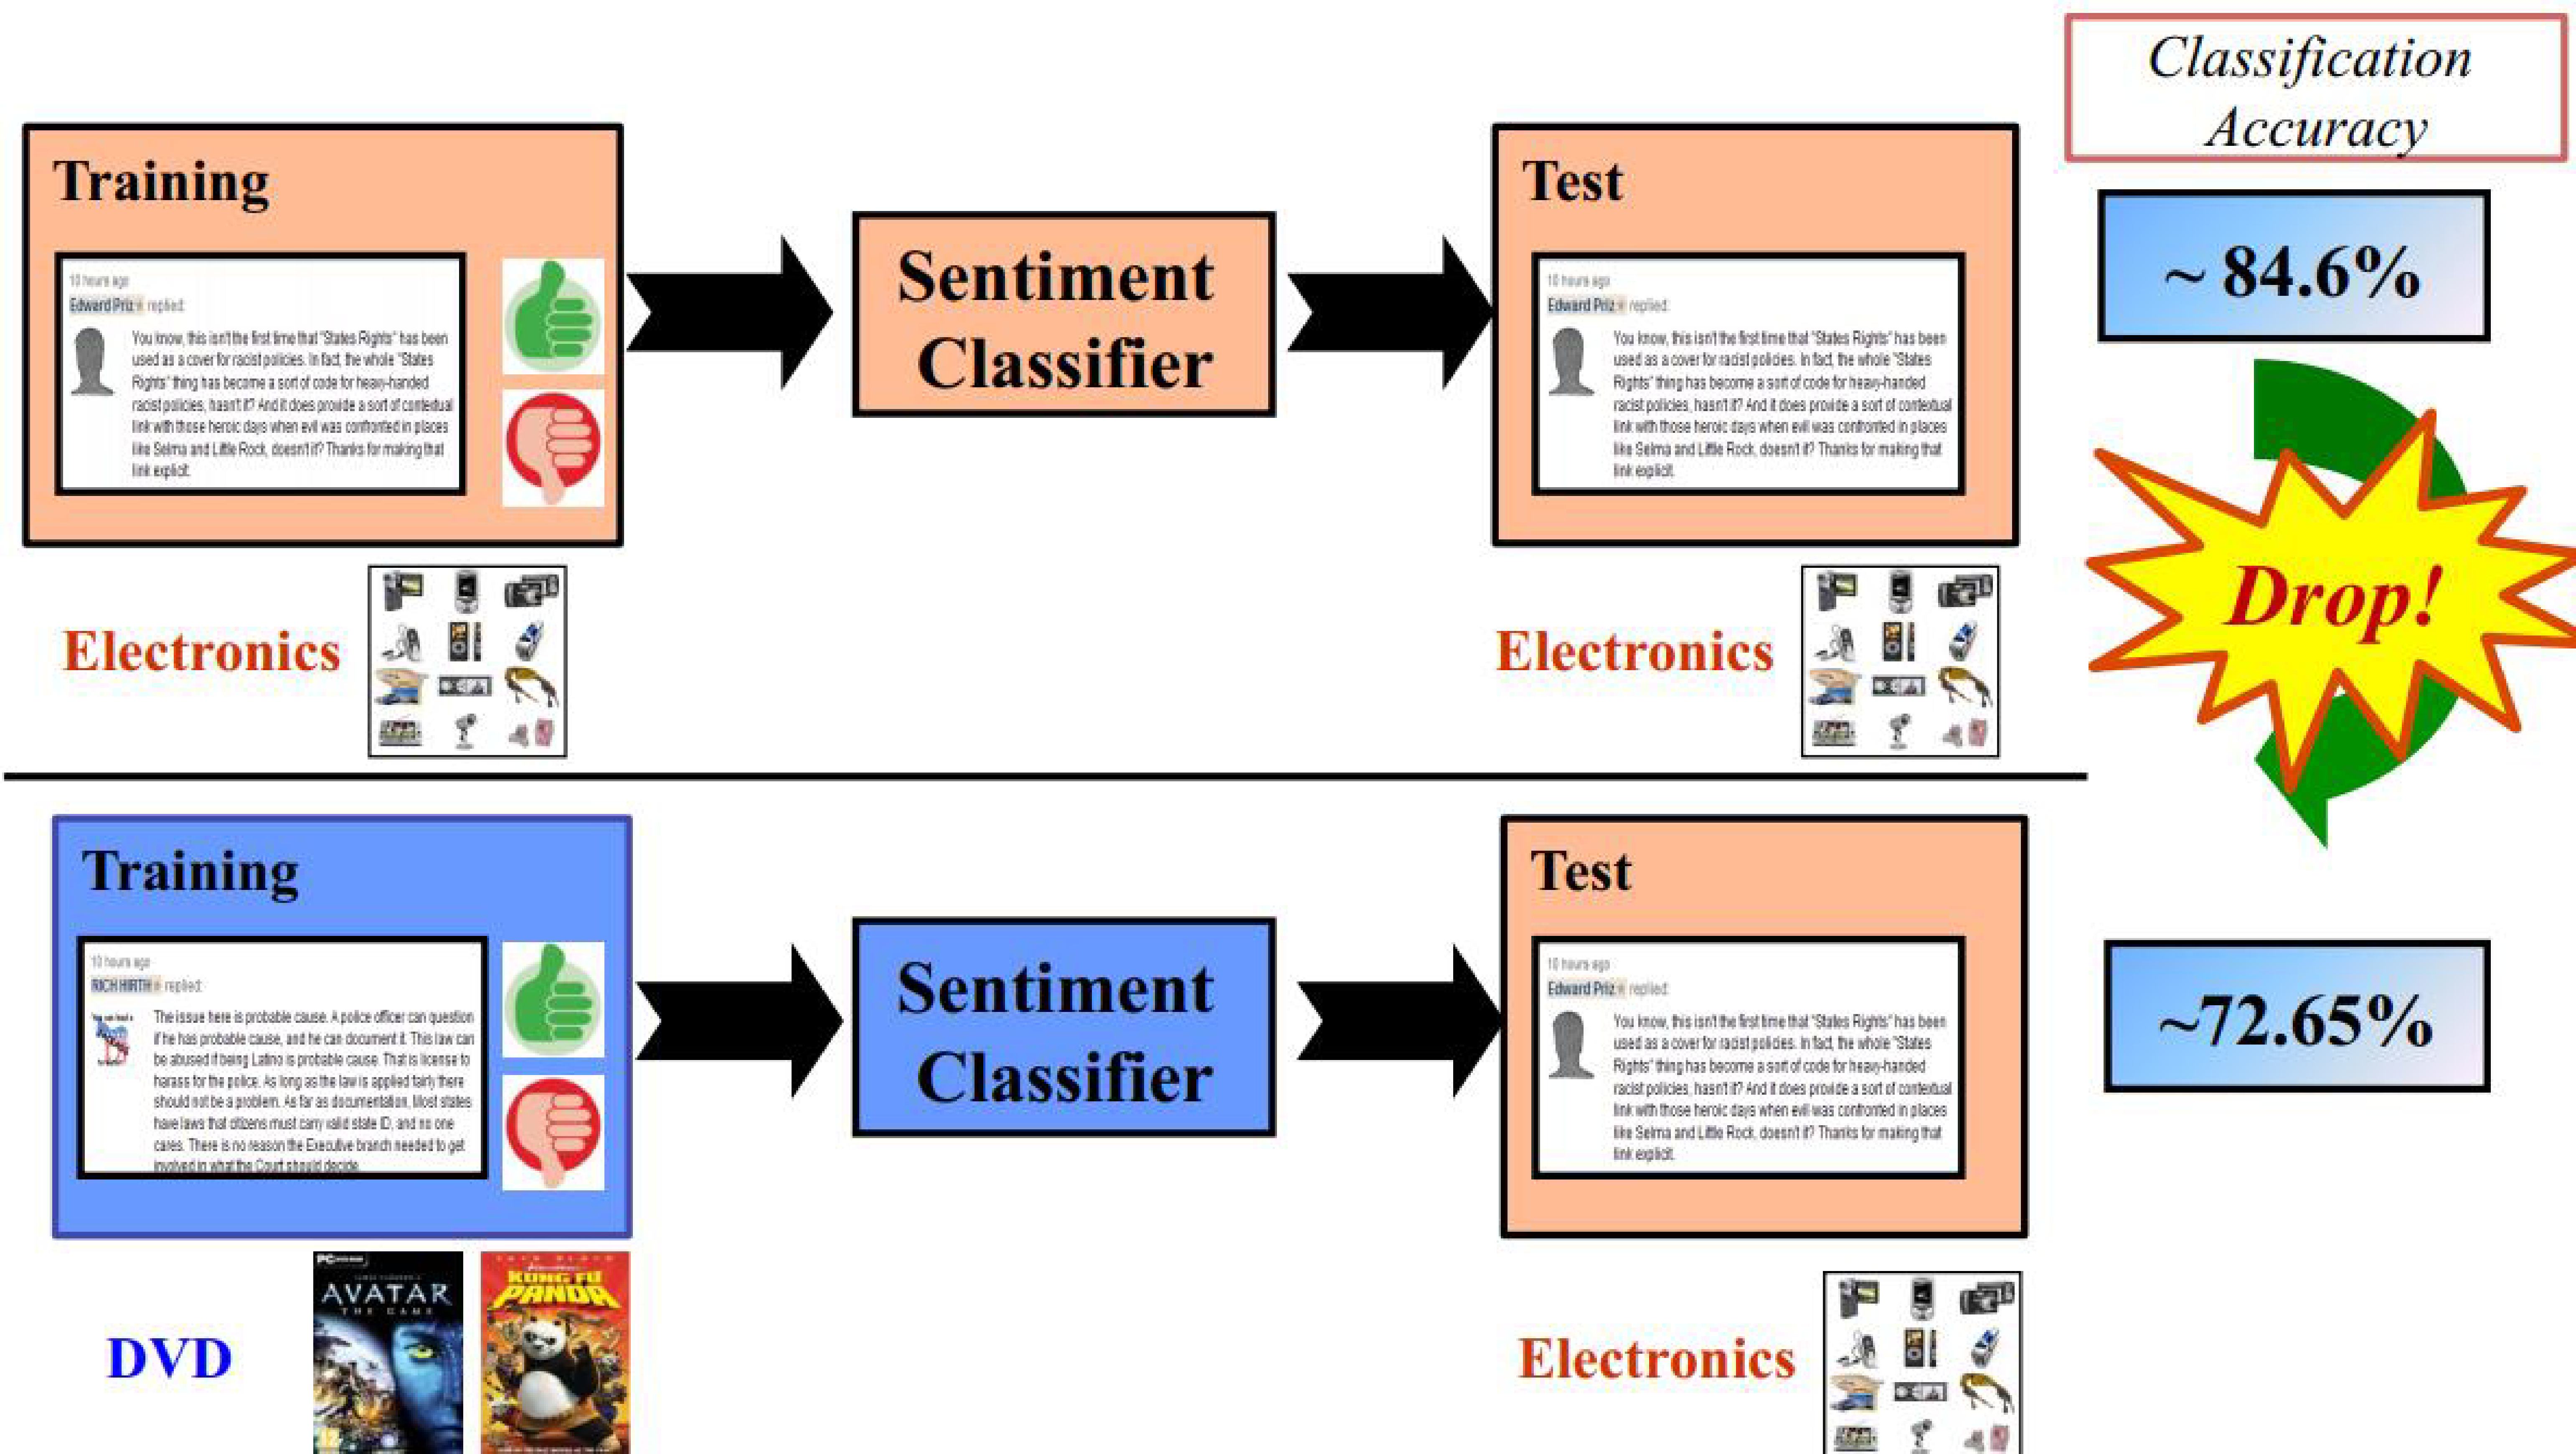 Classification
Accuracy
Training
10 hours ago
Edward Priz replied:
You know, this isn't the first time that "States Rights" has been
used as a cover for racist policies. In fact, the whole "States
Rights" thing has become a sort of code for heavy-handed
racist policies, hasn't it? And it does provide a sort of contextual
link with those heroic days when evil was confronted in places
like Selma and Little Rock, doesn't it? Thanks for making that
link explicit.
Sentiment
Classifier
Test
10 hours ago
Edward Priz replied:
You know, this isn't the first time that "States Rights" has been
used as a cover for racist policies. In fact, the whole "States
Rights" thing has become a sort of code for heavy-handed
racist policies, hasn't it? And it does provide a sort of contextual
link with those heroic days when evil was confronted in places
like Selma and Little Rock, doesn't it? Thanks for making that
link explicit.
~ 84.6%
Drop!
Electronics
Electronics
Training
10 hours ago
RICH HIRTH replied:
The issue here is probable cause. A police officer can question
if he has probable cause, and he can document it. This law can
be abused if being Latino is probable cause. That is license to
harass for the police. As long as the law is applied fairly there
should not be a problem. As far as documentation, Most states
have laws that citizens must carry valid state ID, and no one
cares. There is no reason the Executive branch needed to get
involved in what the Court should decide.
Sentiment
Classifier
Test
10 hours ago
Edward Priz replied:
You know, this isn't the first time that "States Rights" has been
used as a cover for racist policies. In fact, the whole "States
Rights" thing has become a sort of code for heavy-handed
racist policies, hasn't it? And it does provide a sort of contextual
link with those heroic days when evil was confronted in places
like Selma and Little Rock, doesn't it? Thanks for making that
link explicit.
~72.65%
DVD
PC
AVATAR
THE GAME
12
KUNG FU
PANDA
Electronics